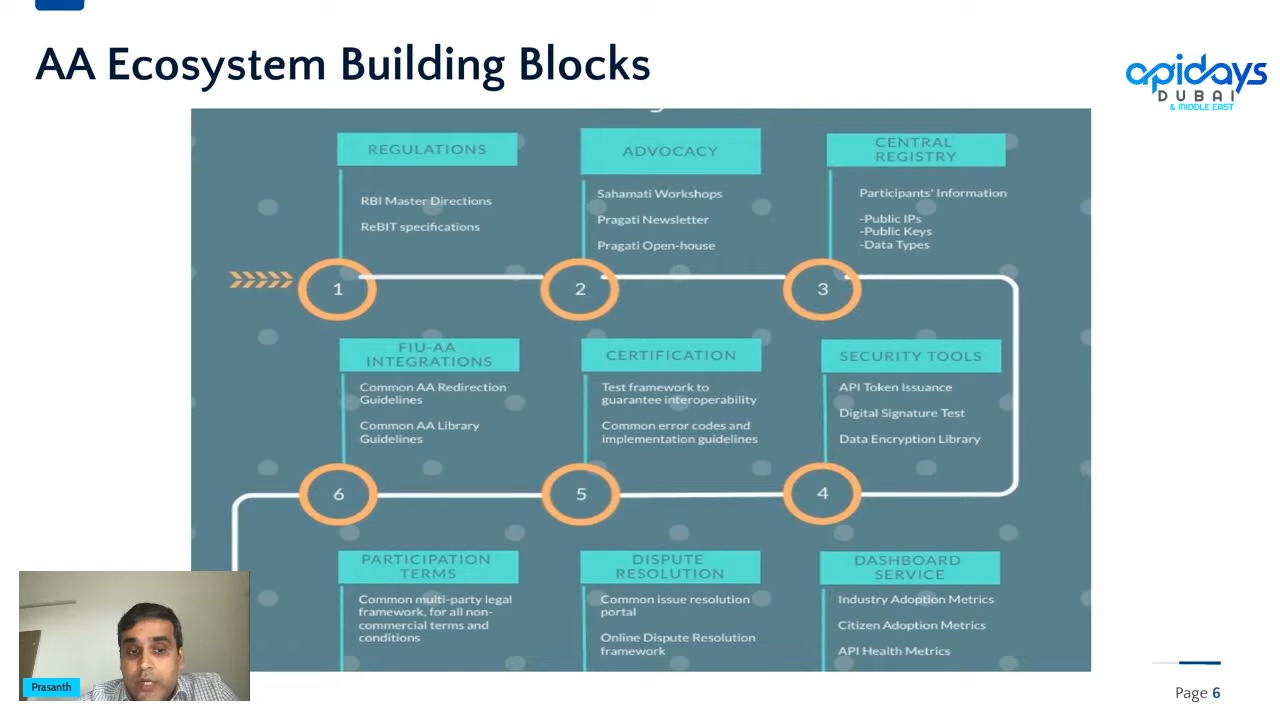 AA Ecosystem Building Blocks
apidays
DUBAI
& MIDDLE EAST
REGULATIONS
RBI Master Directions
ReBIT specifications
1
ADVOCACY
Sahamati Workshops
Pragati Newsletter
Pragati Open-house
2
CENTRAL
REGISTRY
Participants' Information
-Public IPs
-Public Keys
-Data Types
3
FIU-AA
INTEGRATIONS
Common AA Redirection
Guidelines
Common AA Library
Guidelines
6
CERTIFICATION
Test framework to
guarantee interoperability
Common error codes and
implementation guidelines
5
SECURITY TOOLS
API Token Issuance
Digital Signature Test
Data Encryption Library
4
PARTICIPATION
TERMS
Common multi-party legal
framework, for all non-
commercial terms and
conditions
DISPUTE
RESOLUTION
Common issue resolution
portal
Online Dispute Resolution
framework
DASHBOARD
SERVICE
Industry Adoption Metrics
Citizen Adoption Metrics
API Health Metrics
Prasanth
Page 6